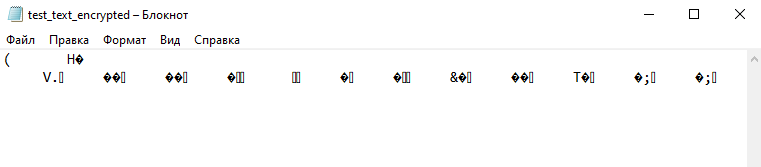 test_text_encrypted – Блокнот
Файл Правка Формат Вид Справка
( H�
V.▯ ��▯ ��▯ �▯▯ ▯▯ �▯ �▯▯ &�▯ ��▯ T�▯ �;▯ �;▯